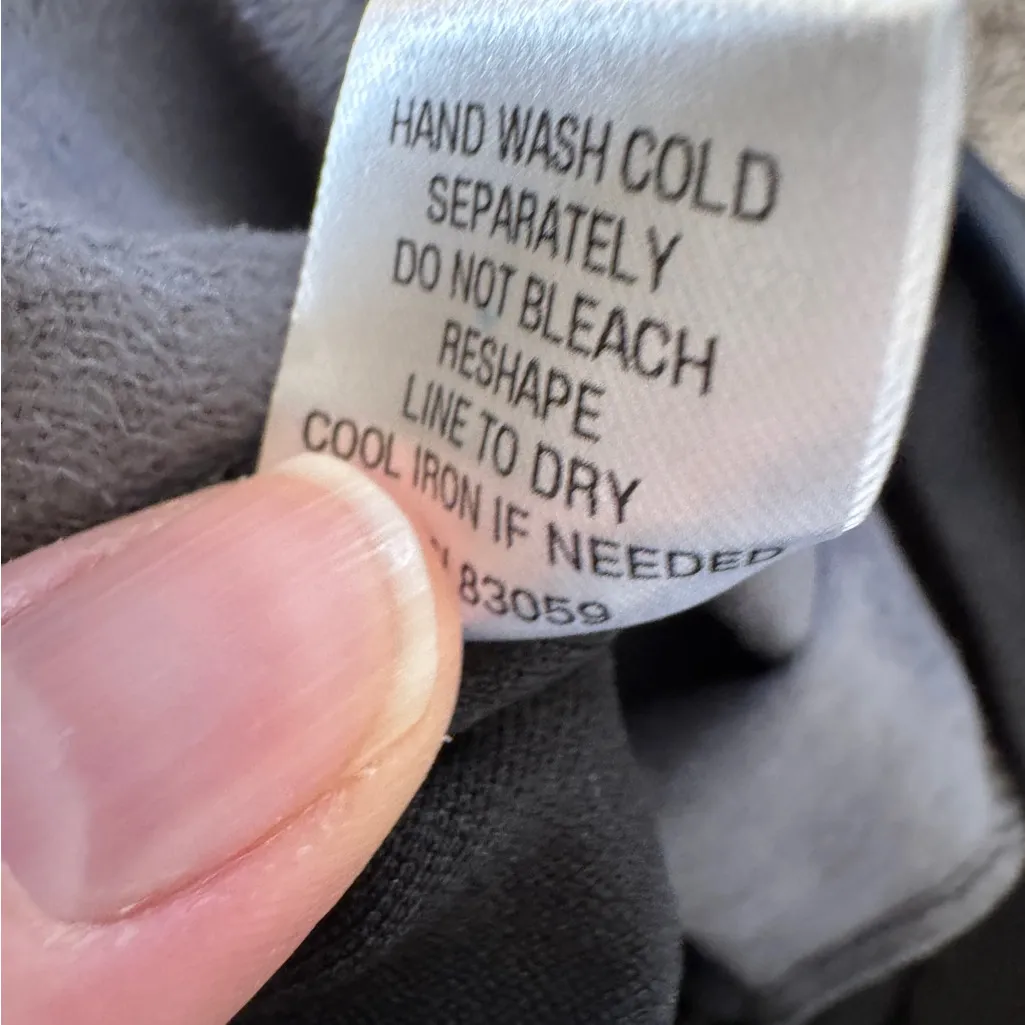 HAND WASH COLD
SEPARATELY
DO NOT BLEACH
RESHAPE
LINE TO DRY
COOL IRON IF NEEDED
83059